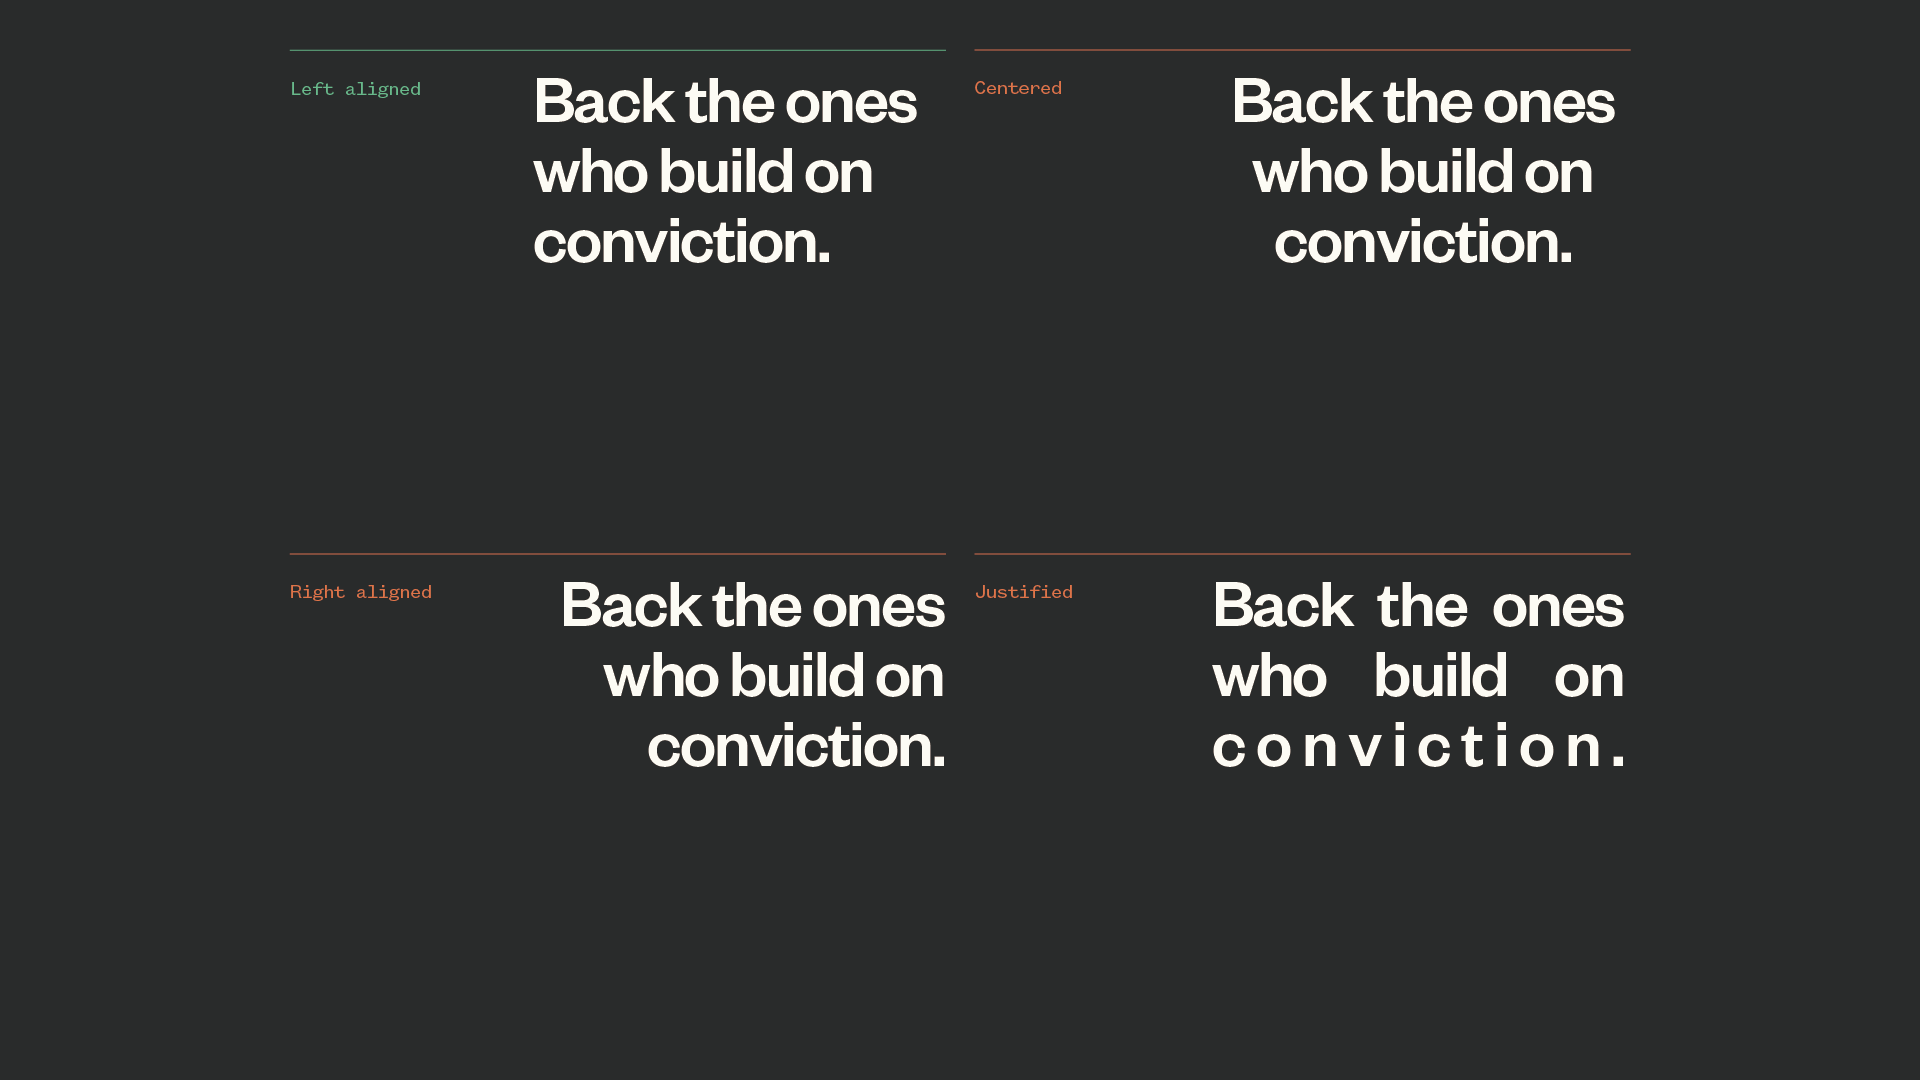 Left aligned
Back the ones
who build on
conviction.
Centered
Back the ones
who build on
conviction.
Right aligned
Back the ones
who build on
conviction.
Justified
Back the ones
who build on
conviction.